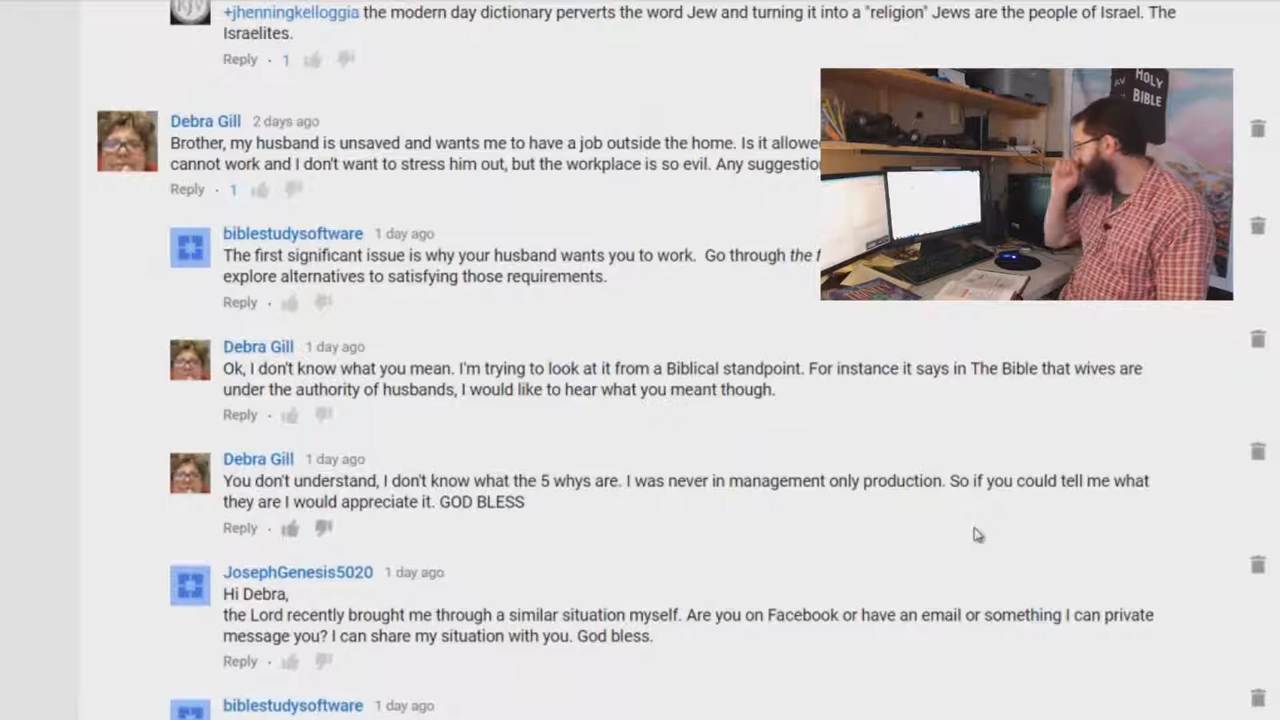 +jhenningkelloggia the modern day dictionary perverts the word Jew and turning it into a "religion" Jews are the people of Israel. The
Israelites.
Reply · 1
HOLY
BIBLE
Debra Gill 2 days ago
Brother, my husband is unsaved and wants me to have a job outside the home. Is it allowe
cannot work and I don't want to stress him out, but the workplace is so evil. Any suggestio
Reply · 1
biblestudysoftware 1 day ago
The first significant issue is why your husband wants you to work. Go through the f
explore alternatives to satisfying those requirements.
Reply ·
Debra Gill 1 day ago
Ok, I don't know what you mean. I'm trying to look at it from a Biblical standpoint. For instance it says in The Bible that wives are
under the authority of husbands, I would like to hear what you meant though.
Reply ·
Debra Gill 1 day ago
You don't understand, I don't know what the 5 whys are. I was never in management only production. So if you could tell me what
they are I would appreciate it. GOD BLESS
Reply ·
JosephGenesis5020 1 day ago
Hi Debra,
the Lord recently brought me through a similar situation myself. Are you on Facebook or have an email or something I can private
message you? I can share my situation with you. God bless.
Reply ·
biblestudysoftware 1 day ago